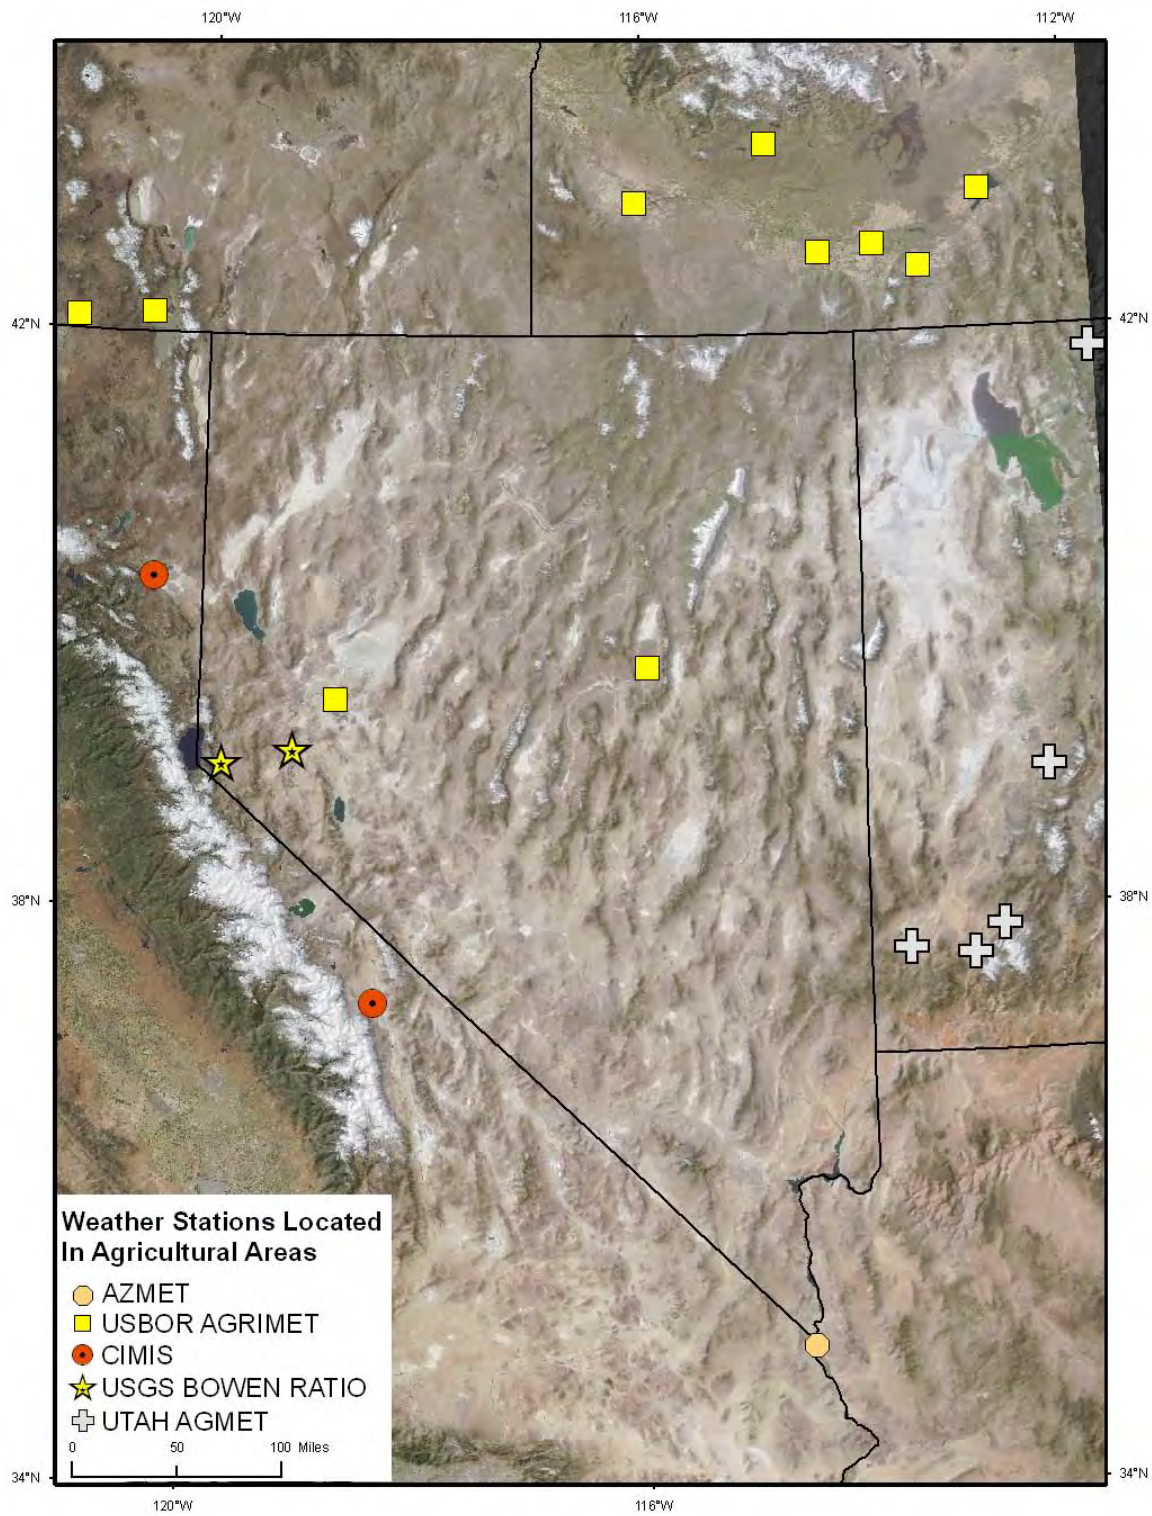 120°W 116°W 112°W
42°N 42°N
38°N 38°N
Weather Stations Located
In Agricultural Areas
AZMET
USBOR AGRIMET
CIMIS
USGS BOWEN RATIO
UTAH AGMET
0 50 100 Miles
34°N 34°N
120°W 116°W